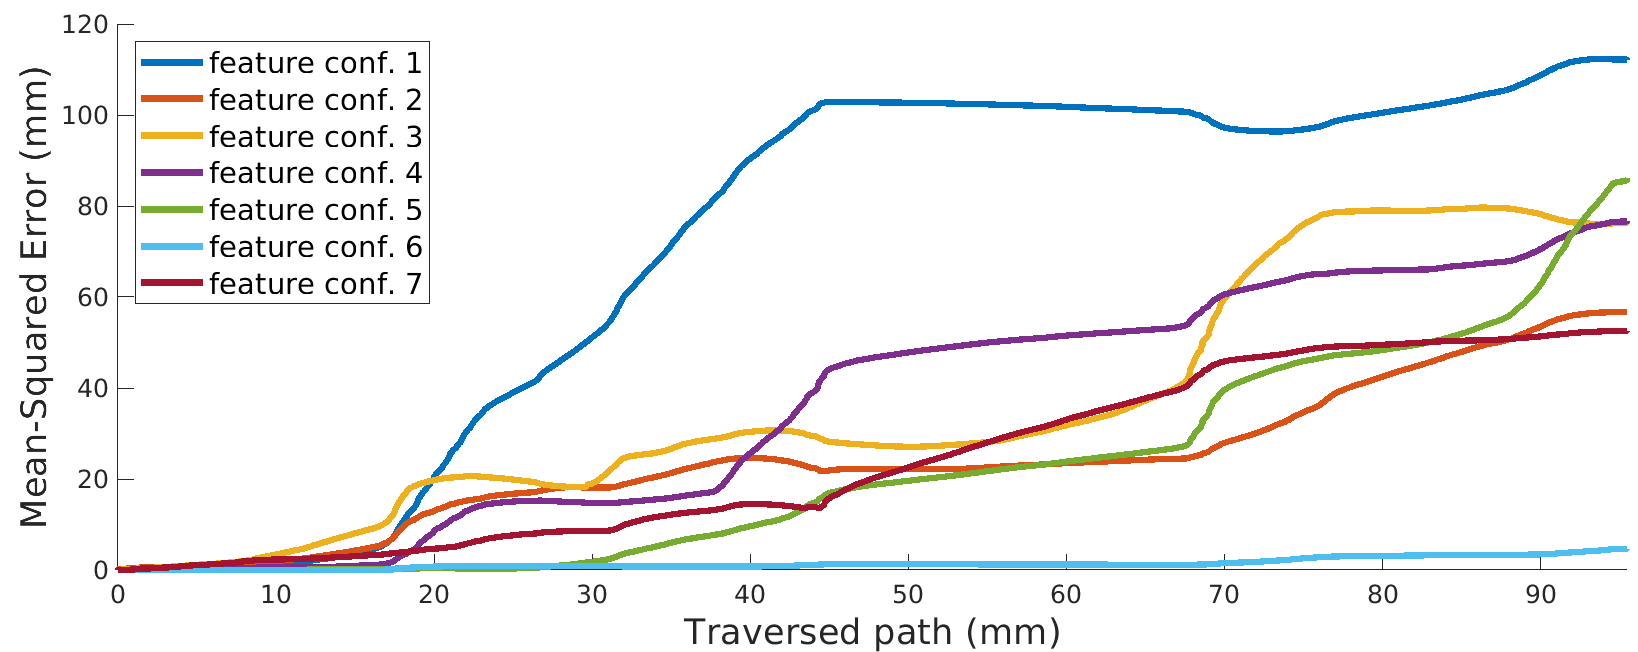 120
100
80
60
40
20
0
Mean-Squared Error (mm)
feature conf. 1
feature conf. 2
feature conf. 3
feature conf. 4
feature conf. 5
feature conf. 6
feature conf. 7
0 10 20 30 40 50 60 70 80 90
Traversed path (mm)